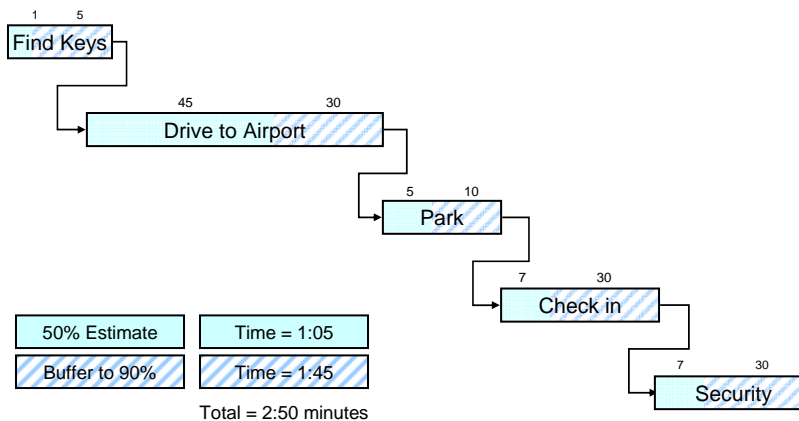 1 5
Find Keys
45 30
Drive to Airport
5 10
Park
7 30
Check in
7 30
Security
50% Estimate
Time = 1:05
Buffer to 90%
Time = 1:45
Total = 2:50 minutes